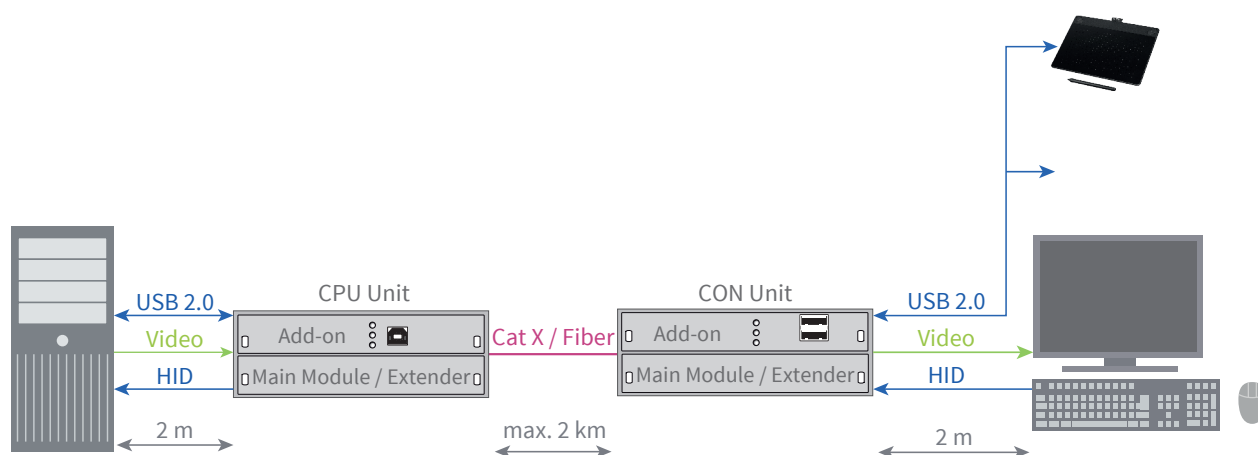 CPU Unit
CON Unit
USB 2.0
USB 2.0
Add-on
Cat X / Fiber
Add-on
Video
Video
HID
Main Module / Extender
Main Module / Extender
HID
2 m
max. 2 km
2 m